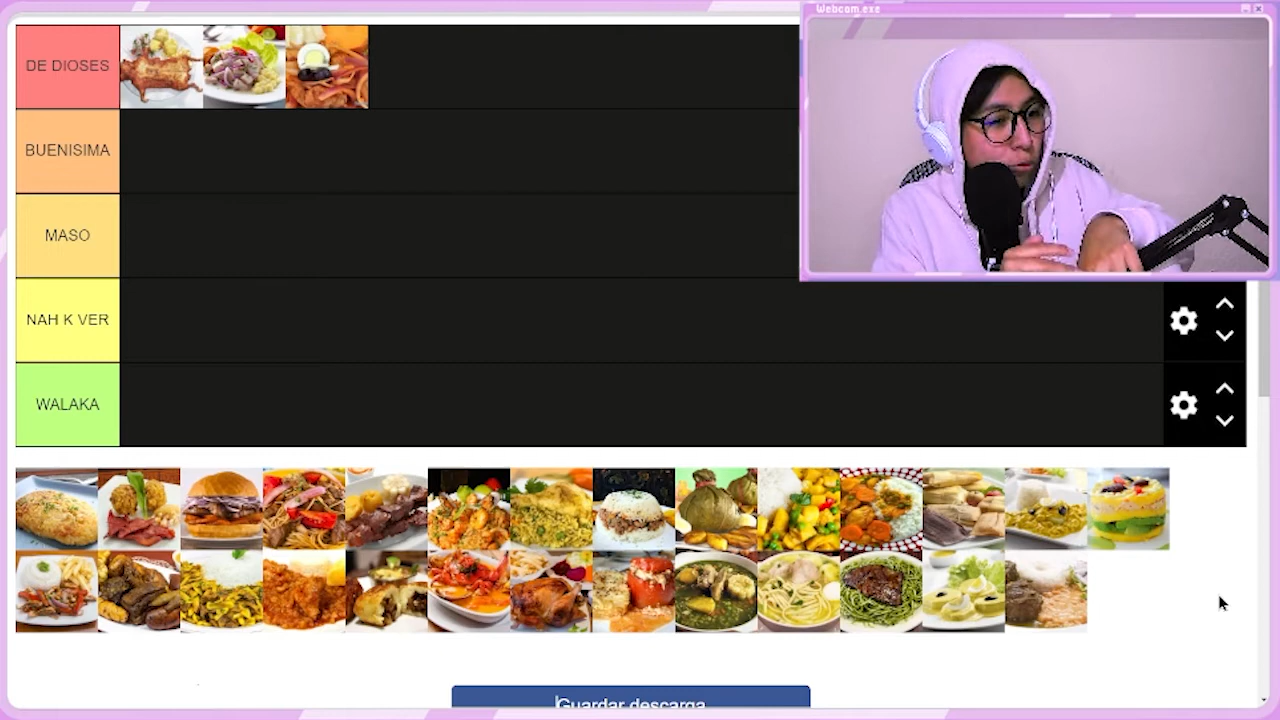 Webcam.exe
DE DIOSES
BUENISIMA
MASO
NAH K VER
WALAKA
Guardar descarga